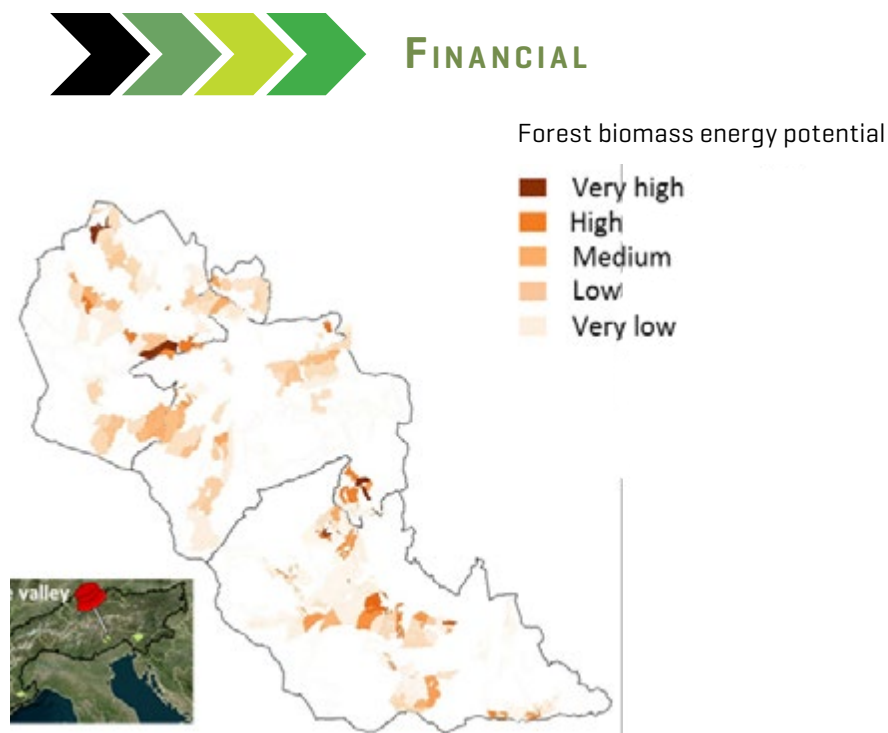 FINANCIAL
Forest biomass energy potential
Very high
High
Medium
Low
Very low
valley